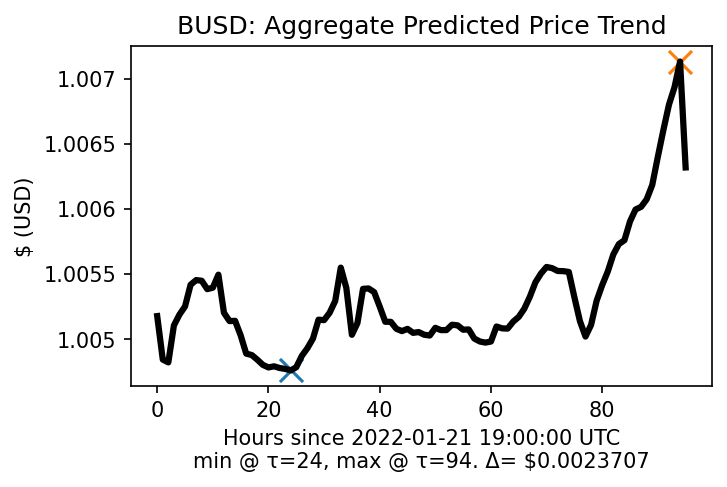 BUSD: Aggregate Predicted Price Trend
1.007
1.0065
1.006
1.0055
1.005
$ (USD)
0 20 40 60 80
Hours since 2022-01-21 19:00:00 UTC
min @ τ=24, max @ τ=94. Δ= $0.0023707